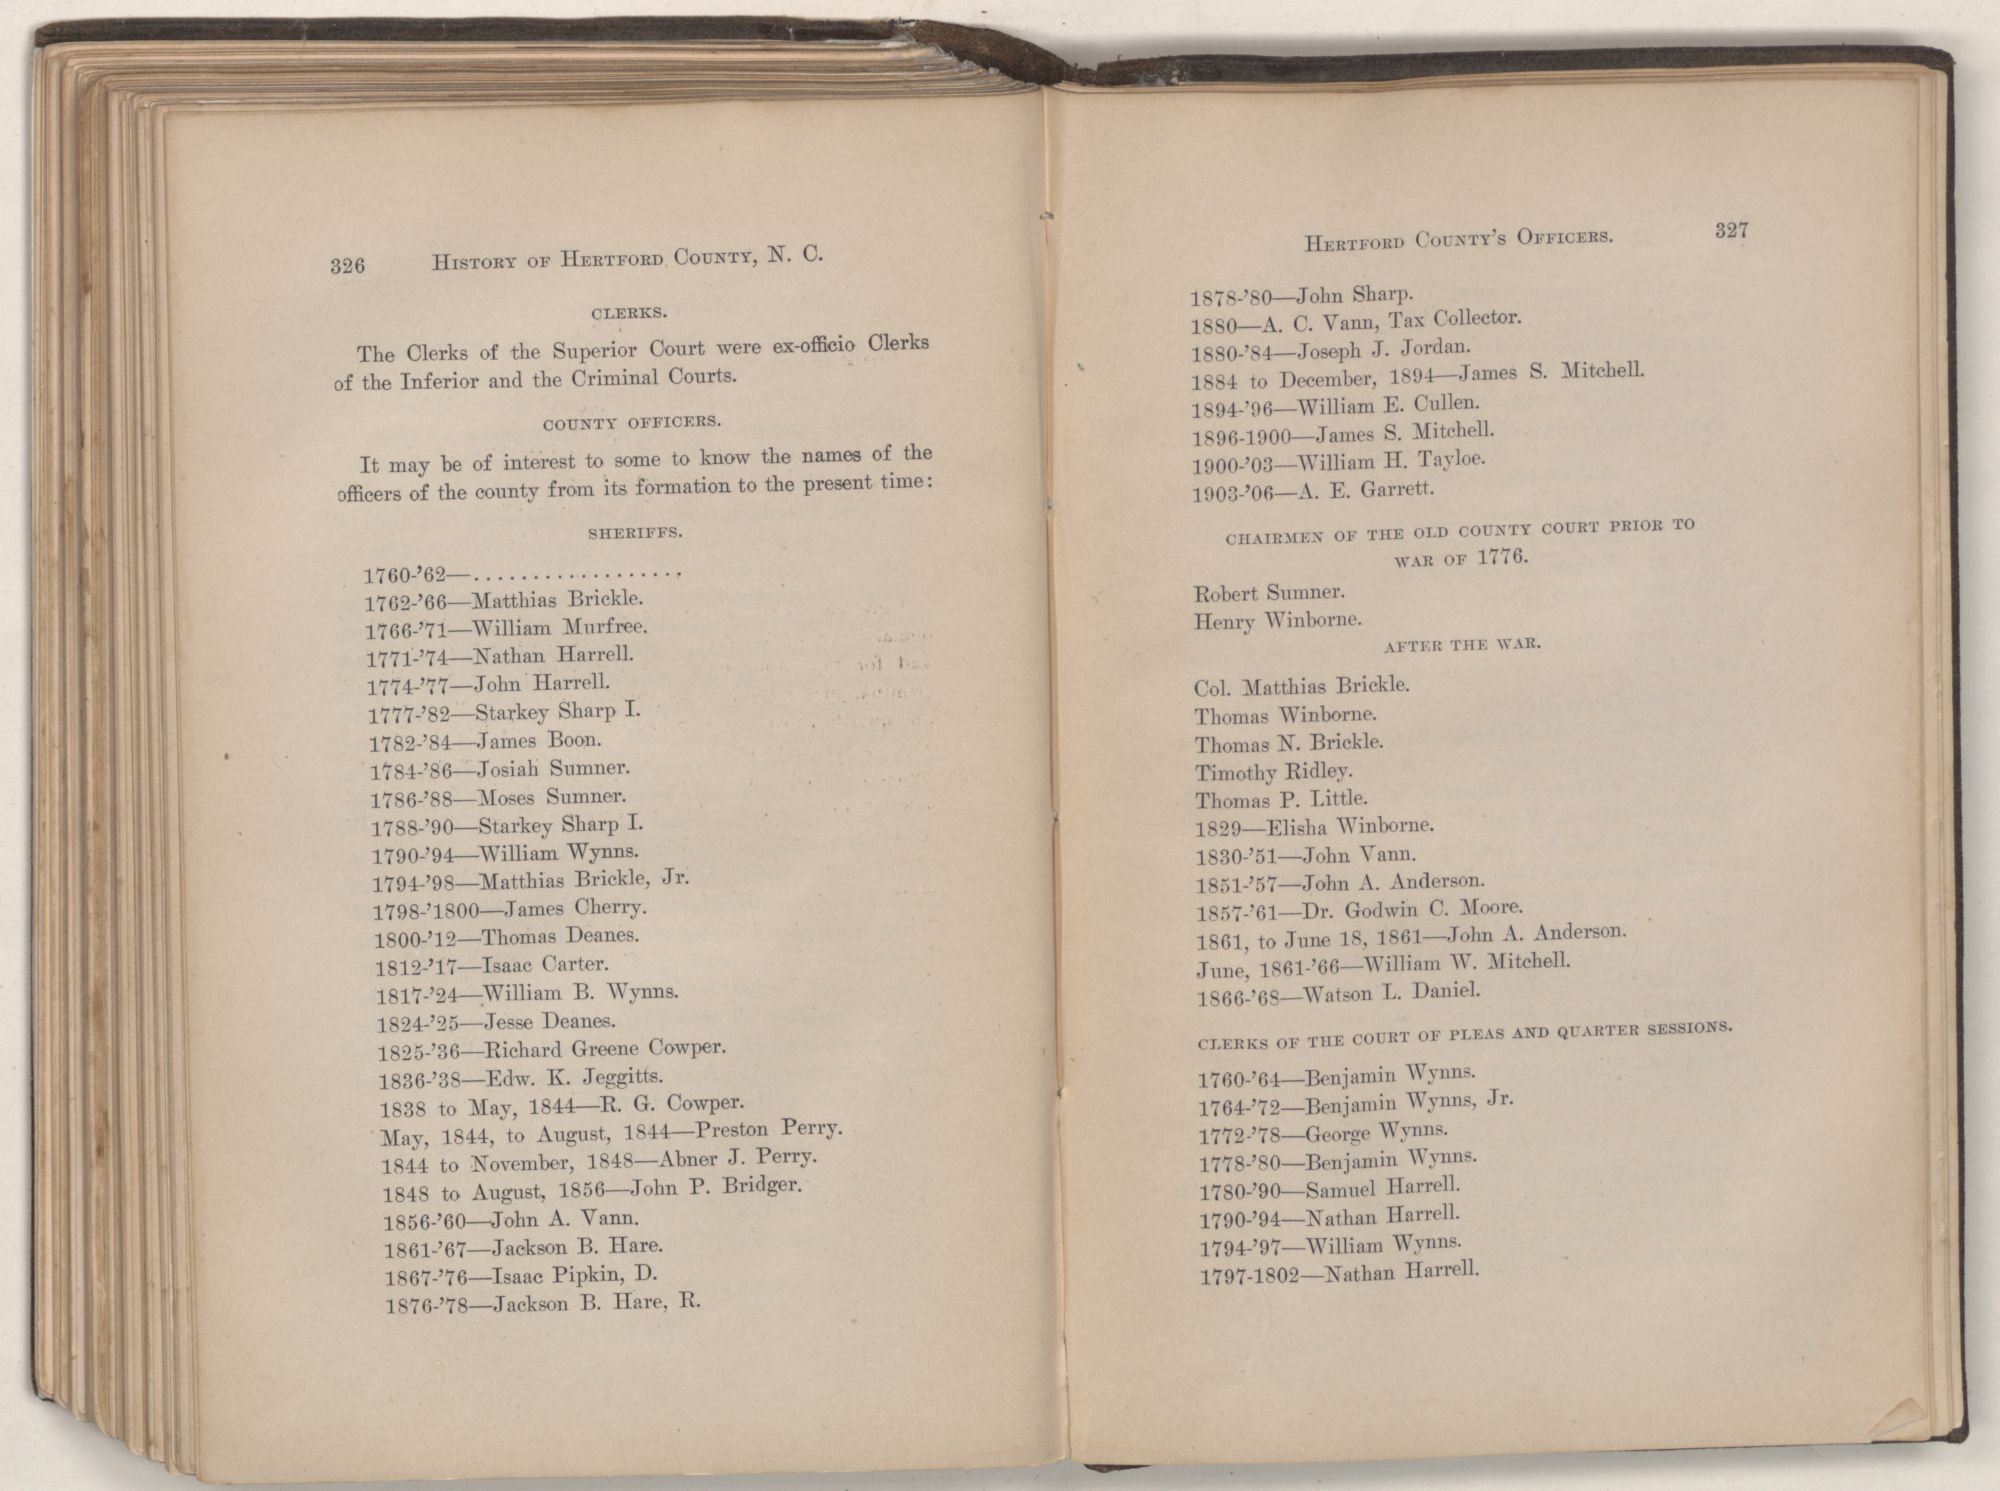 326 History of Hertford County, N. C.
CLERKS.
The Clerks of the Superior Court were ex-officio Clerks
of the Inferior and the Criminal Courts.
COUNTY OFFICERS.
It may be of interest to some to know the names of the
officers of the county from its formation to the present time:
SHERIFFS.
1760-'62—..................
1762-'66—Matthias Brickle.
1766-'71—William Murfree.
1771-'74—Nathan Harrell.
1774-'77—John Harrell.
1777-'82—Starkey Sharp I.
1782-'84—James Boon.
1784-'86—Josiah Sumner.
1786-'88—Moses Sumner.
1788-'90—Starkey Sharp I.
1790-'94—William Wynns.
1794-'98—Matthias Brickle, Jr.
1798-'1800—James Cherry.
1800-'12—Thomas Deanes.
1812-'17—Isaac Carter.
1817-'24—William B. Wynns.
1824-'25—Jesse Deanes.
1825-'36—Richard Greene Cowper.
1836-'38—Edw. K. Jeggitts.
1838 to May, 1844—R. G. Cowper.
May, 1844, to August, 1844—Preston Perry.
1844 to November, 1848—Abner J. Perry.
1848 to August, 1856—John P. Bridger.
1856-'60—John A. Vann.
1861-'67—Jackson B. Hare.
1867-'76—Isaac Pipkin, D.
1876-'78—Jackson B. Hare, R.
Hertford County's Officers. 327
1878-'80—John Sharp.
1880—A. C. Vann, Tax Collector.
1880-'84—Joseph J. Jordan.
1884 to December, 1894—James S. Mitchell.
1894-'96—William E. Cullen.
1896-1900—James S. Mitchell.
1900-'03—William H. Tayloe.
1903-'06—A. E. Garrett.
CHAIRMEN OF THE OLD COUNTY COURT PRIOR TO
WAR OF 1776.
Robert Sumner.
Henry Winborne.
AFTER THE WAR.
Col. Matthias Brickle.
Thomas Winborne.
Thomas N. Brickle.
Timothy Ridley.
Thomas P. Little.
1829—Elisha Winborne.
1830-'51—John Vann.
1851-'57—John A. Anderson.
1857-'61—Dr. Godwin C. Moore.
1861, to June 18, 1861—John A. Anderson.
June, 1861-'66—William W. Mitchell.
1866-'68—Watson L. Daniel.
CLERKS OF THE COURT OF PLEAS AND QUARTER SESSIONS.
1760-'64—Benjamin Wynns.
1764-'72—Benjamin Wynns, Jr.
1772-'78—George Wynns.
1778-'80—Benjamin Wynns.
1780-'90—Samuel Harrell.
1790-'94—Nathan Harrell.
1794-'97—William Wynns.
1797-1802—Nathan Harrell.